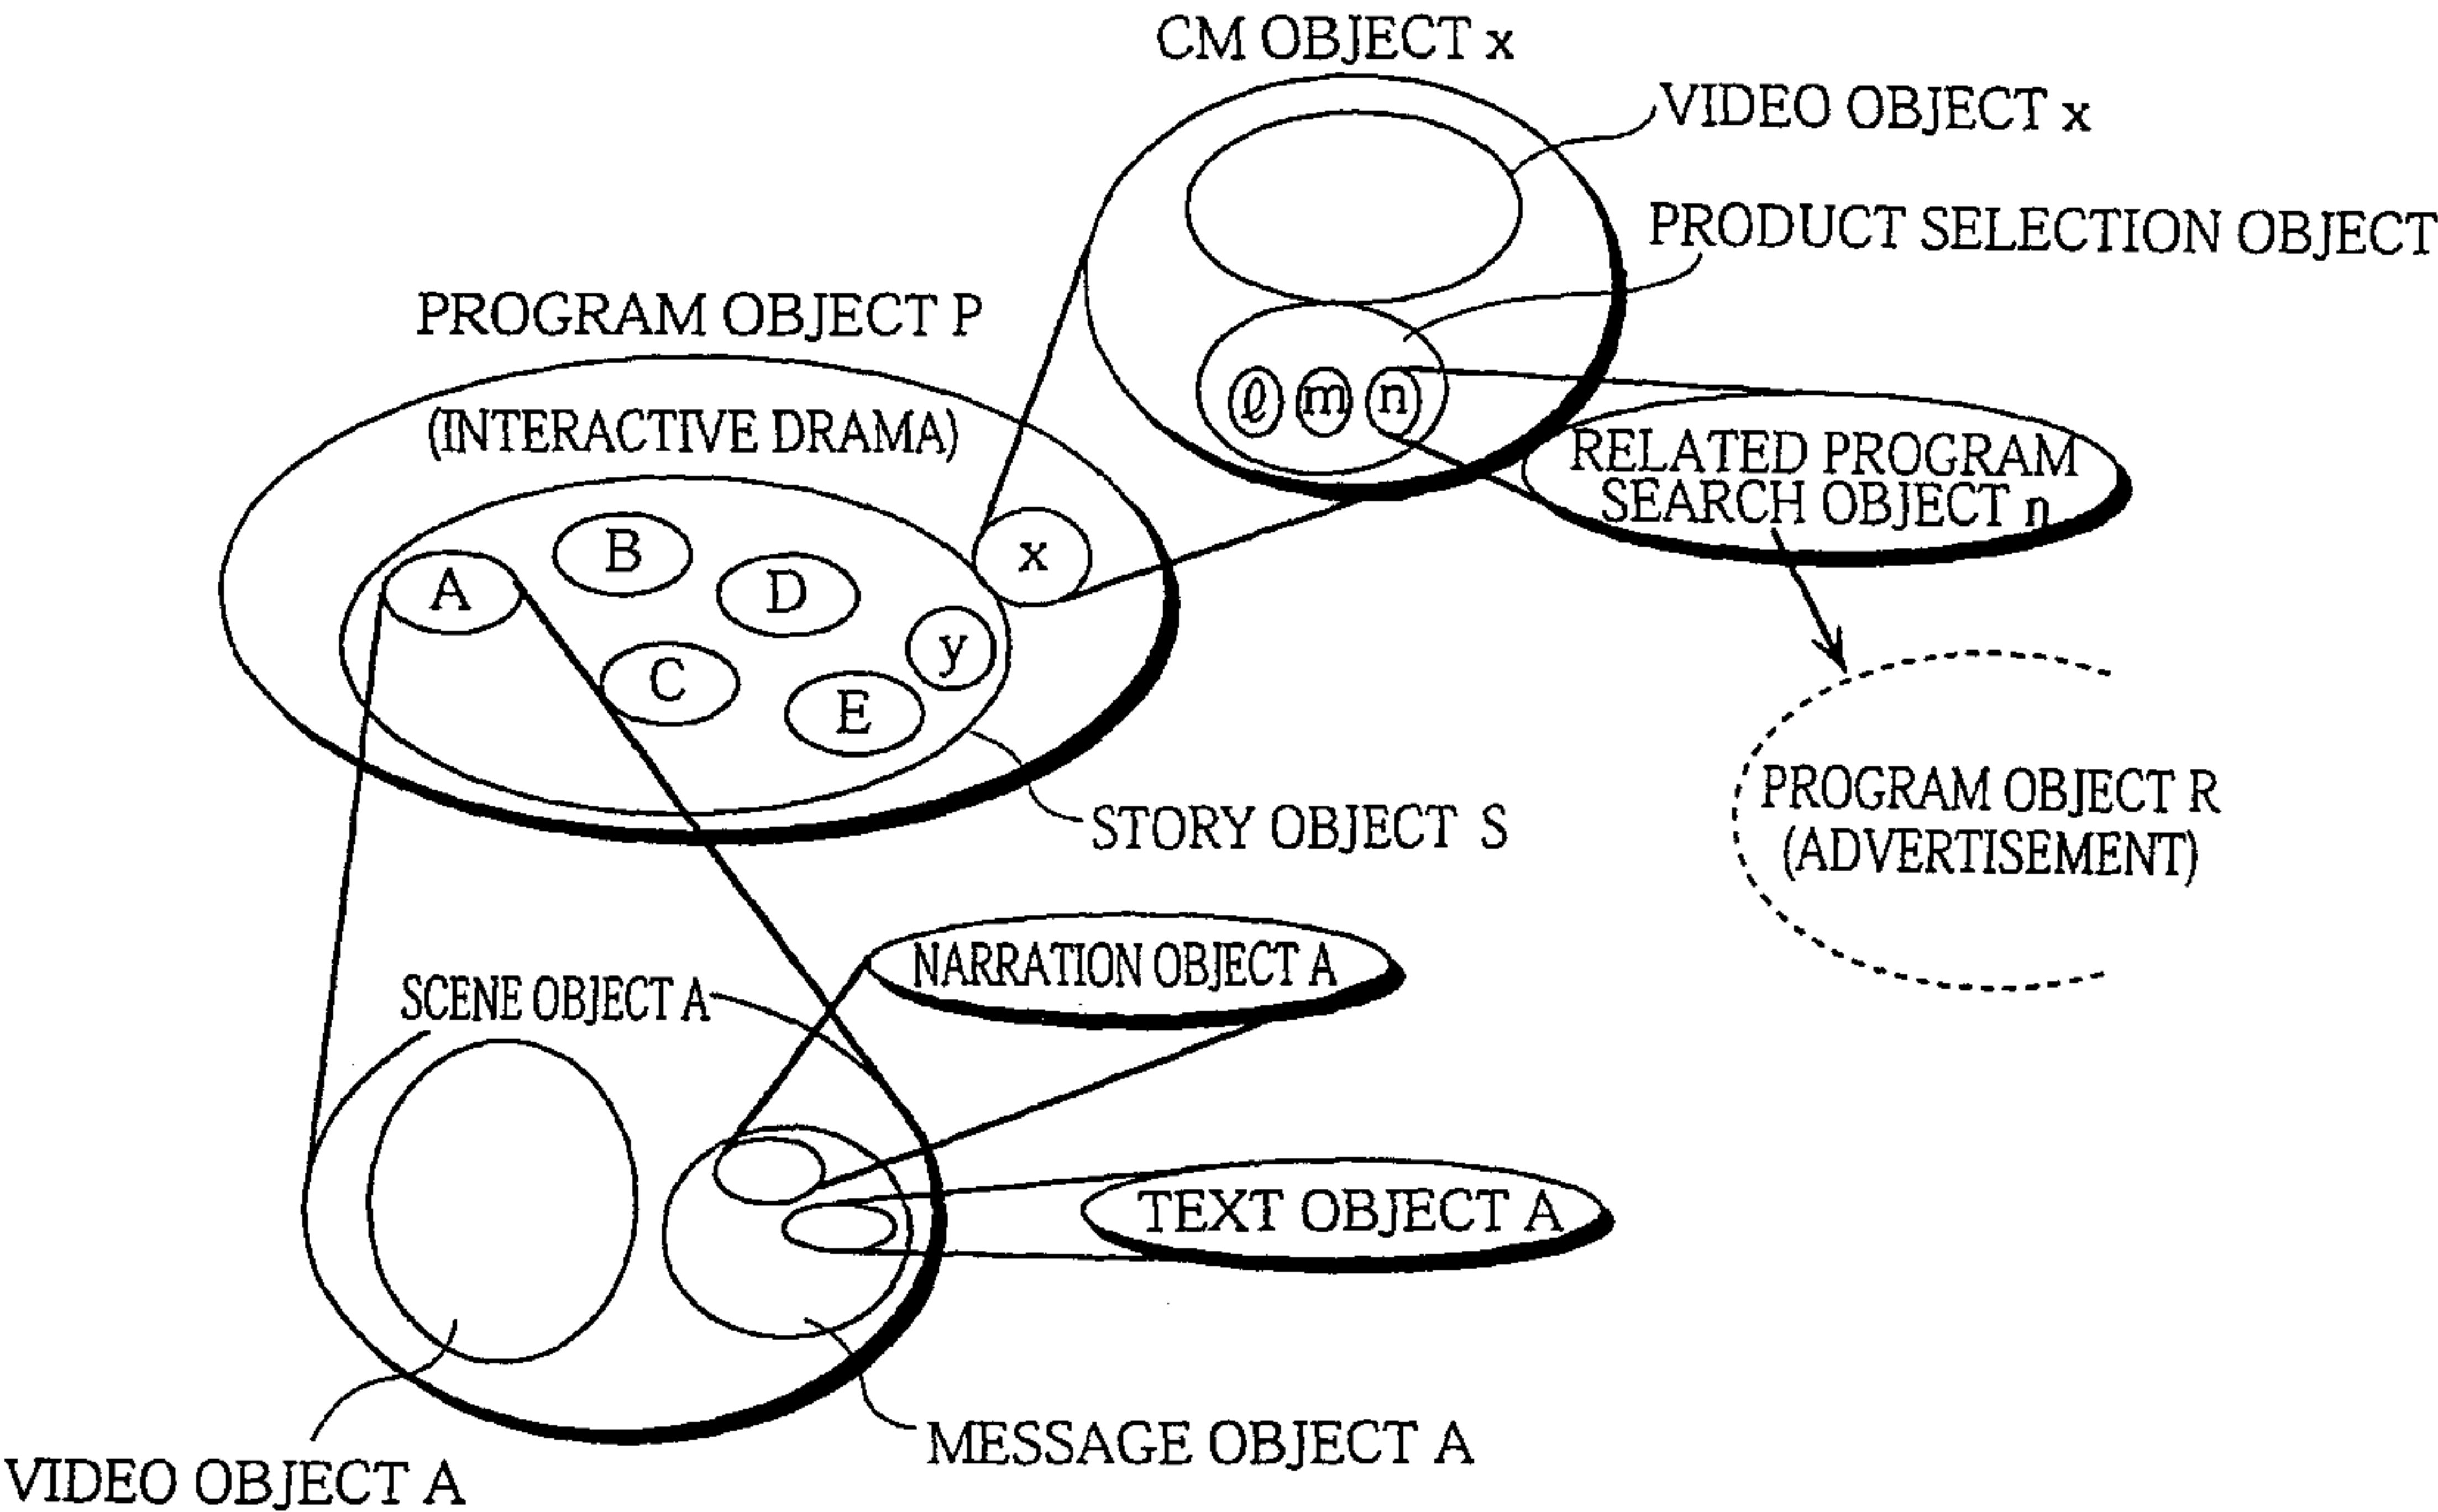 CM OBJECT x
VIDEO OBJECT x
PRODUCT SELECTION OBJECT
PROGRAM OBJECT P
(INTERACTIVE DRAMA)
ℓ m n
RELATED PROGRAM
SEARCH OBJECT n
A
B
D
x
y
C
E
PROGRAM OBJECT R
(ADVERTISEMENT)
STORY OBJECT S
NARRATION OBJECT A
SCENE OBJECT A
TEXT OBJECT A
MESSAGE OBJECT A
VIDEO OBJECT A